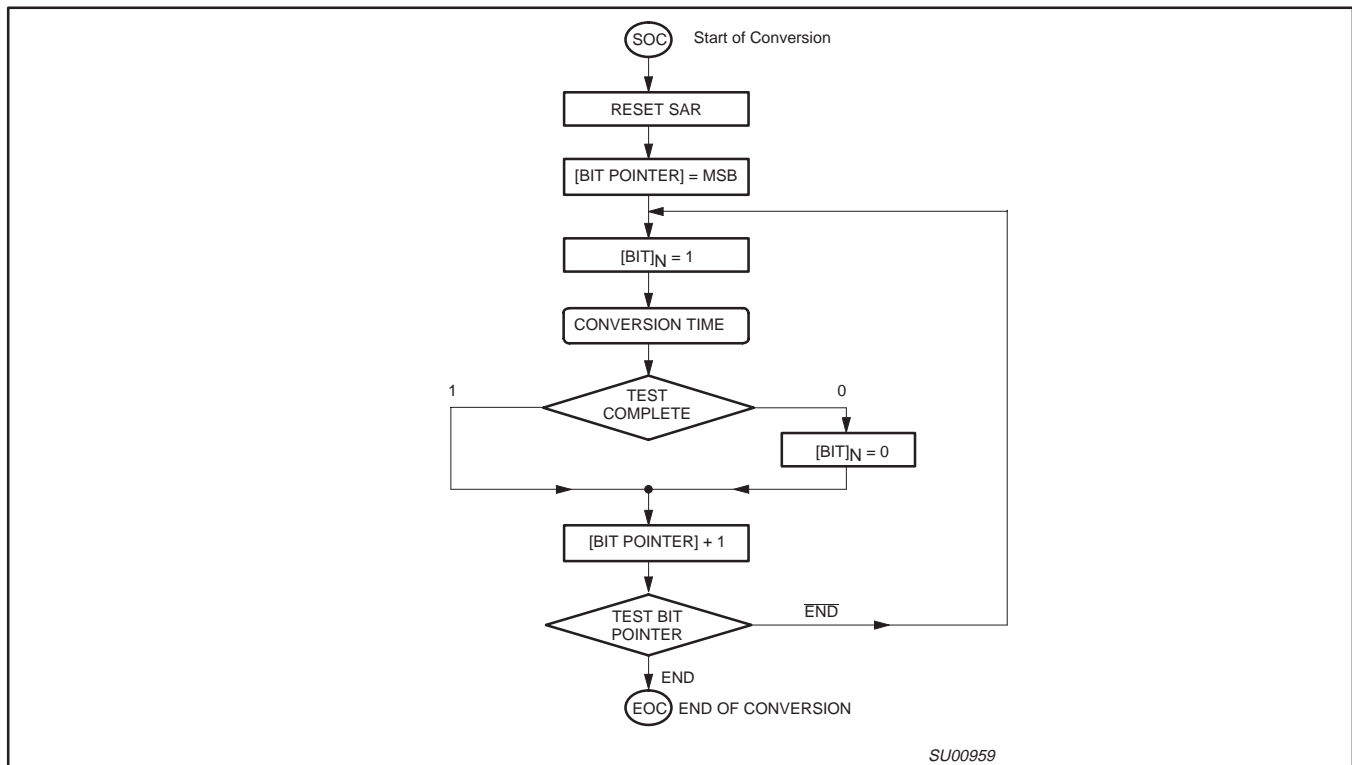 SOC
Start of Conversion
RESET SAR
[BIT POINTER] = MSB
[BIT]N = 1
CONVERSION TIME
1
TEST
COMPLETE
0
[BIT]N = 0
[BIT POINTER] + 1
TEST BIT
POINTER
END
END
EOC
END OF CONVERSION
SU00959